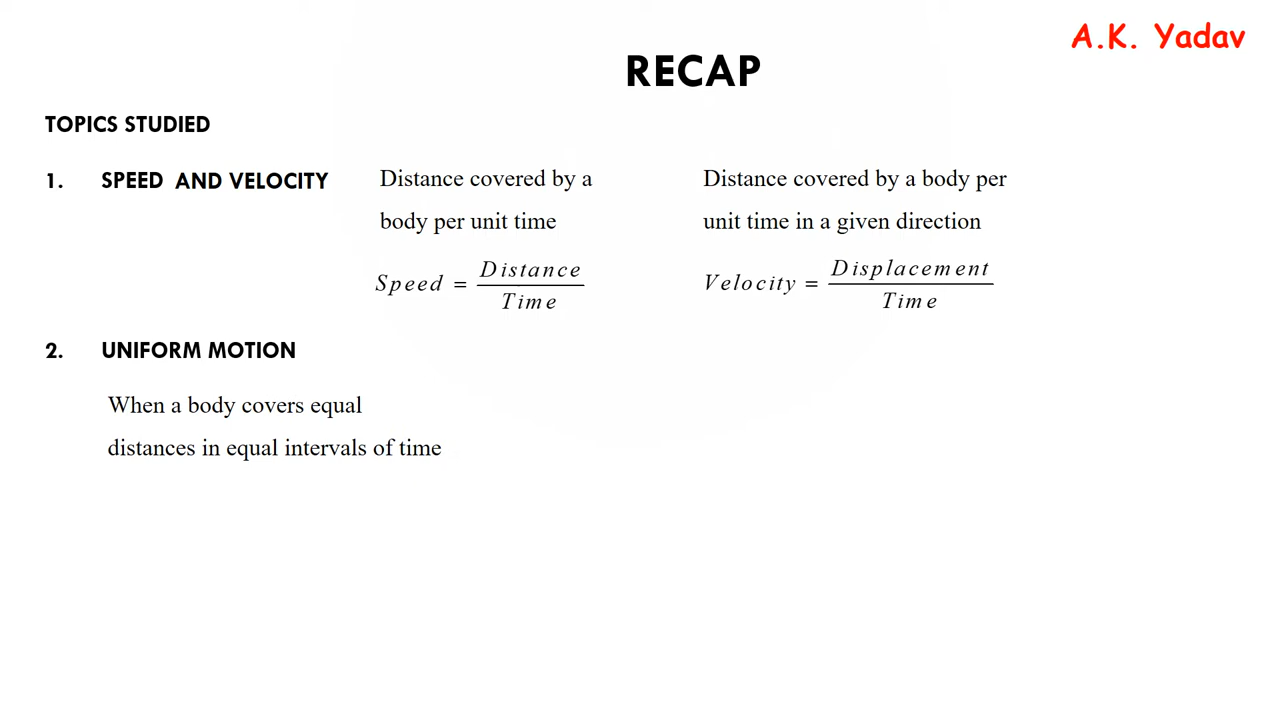 A.K. Yadav
RECAP
TOPICS STUDIED
1. SPEED AND VELOCITY
Distance covered by a
body per unit time
Speed = Distance / Time
Distance covered by a body per
unit time in a given direction
Velocity = Displacement / Time
2. UNIFORM MOTION
When a body covers equal
distances in equal intervals of time